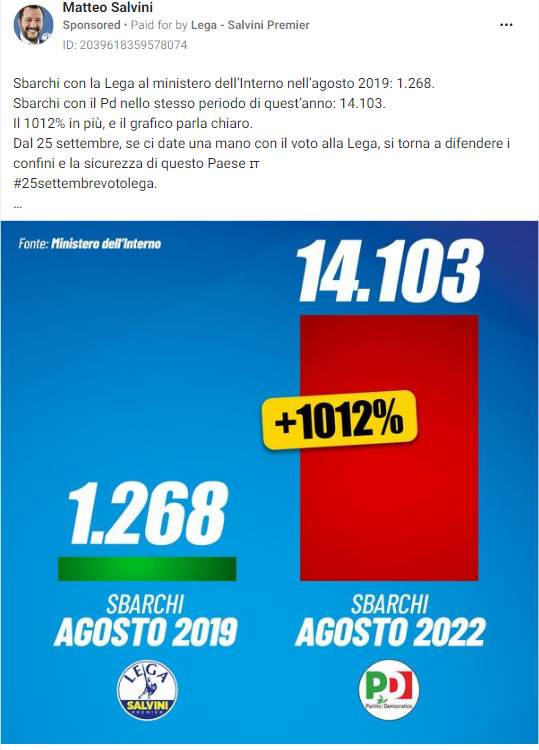 Matteo Salvini
Sponsored • Paid for by Lega - Salvini Premier
ID: 2039618359578074
Sbarchi con la Lega al ministero dell'Interno nell'agosto 2019: 1.268.
Sbarchi con il Pd nello stesso periodo di quest'anno: 14.103.
Il 1012% in più, e il grafico parla chiaro.
Dal 25 settembre, se ci date una mano con il voto alla Lega, si torna a difendere i
confini e la sicurezza di questo Paese IT
#25settembrevotolega.
...
Fonte: Ministero dell'Interno
14.103
+1012%
1.268
SBARCHI
AGOSTO 2019
SBARCHI
AGOSTO 2022
LEGA
SALVINI
PREMIER
PD
Partito Democratico